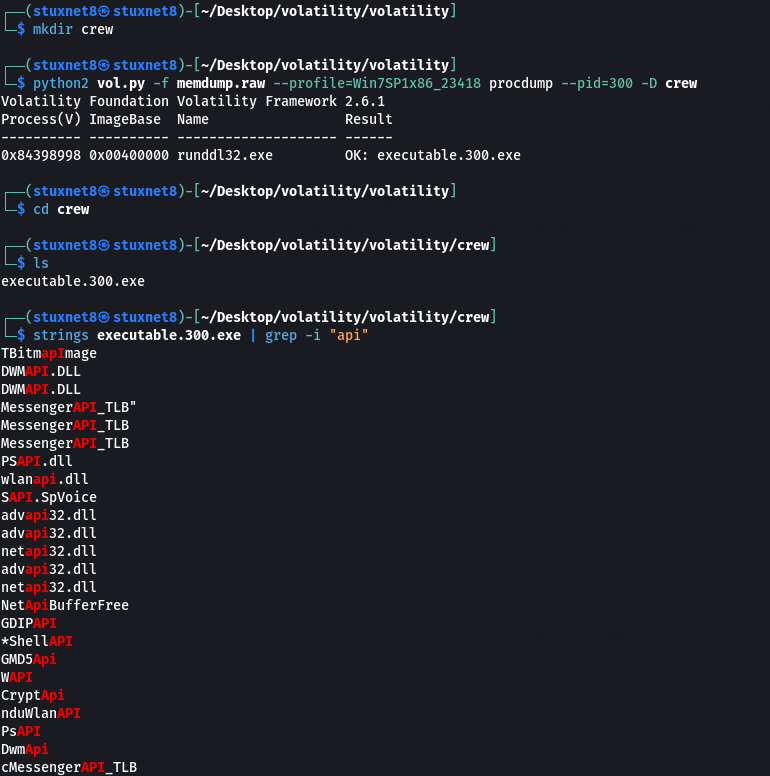 ┌──(stuxnet8㉿stuxnet8)-[~/Desktop/volatility/volatility]
└─$ mkdir crew
┌──(stuxnet8㉿stuxnet8)-[~/Desktop/volatility/volatility]
└─$ python2 vol.py -f memdump.raw --profile=Win7SP1x86_23418 procdump --pid=300 -D crew
Volatility Foundation Volatility Framework 2.6.1
Process(V) ImageBase  Name                 Result
---------- ---------- -------------------- ------
0x84398998 0x00400000 runddl32.exe         OK: executable.300.exe
┌──(stuxnet8㉿stuxnet8)-[~/Desktop/volatility/volatility]
└─$ cd crew
┌──(stuxnet8㉿stuxnet8)-[~/Desktop/volatility/volatility/crew]
└─$ ls
executable.300.exe
┌──(stuxnet8㉿stuxnet8)-[~/Desktop/volatility/volatility/crew]
└─$ strings executable.300.exe | grep -i "api"
TBitmapImage
DWMAPI.DLL
DWMAPI.DLL
MessengerAPI_TLB"
MessengerAPI_TLB
MessengerAPI_TLB
PSAPI.dll
wlanapi.dll
SAPI.SpVoice
advapi32.dll
advapi32.dll
netapi32.dll
advapi32.dll
netapi32.dll
NetApiBufferFree
GDIPAPI
*ShellAPI
GMD5Api
WAPI
CryptApi
nduWlanAPI
PsAPI
DwmApi
cMessengerAPI_TLB